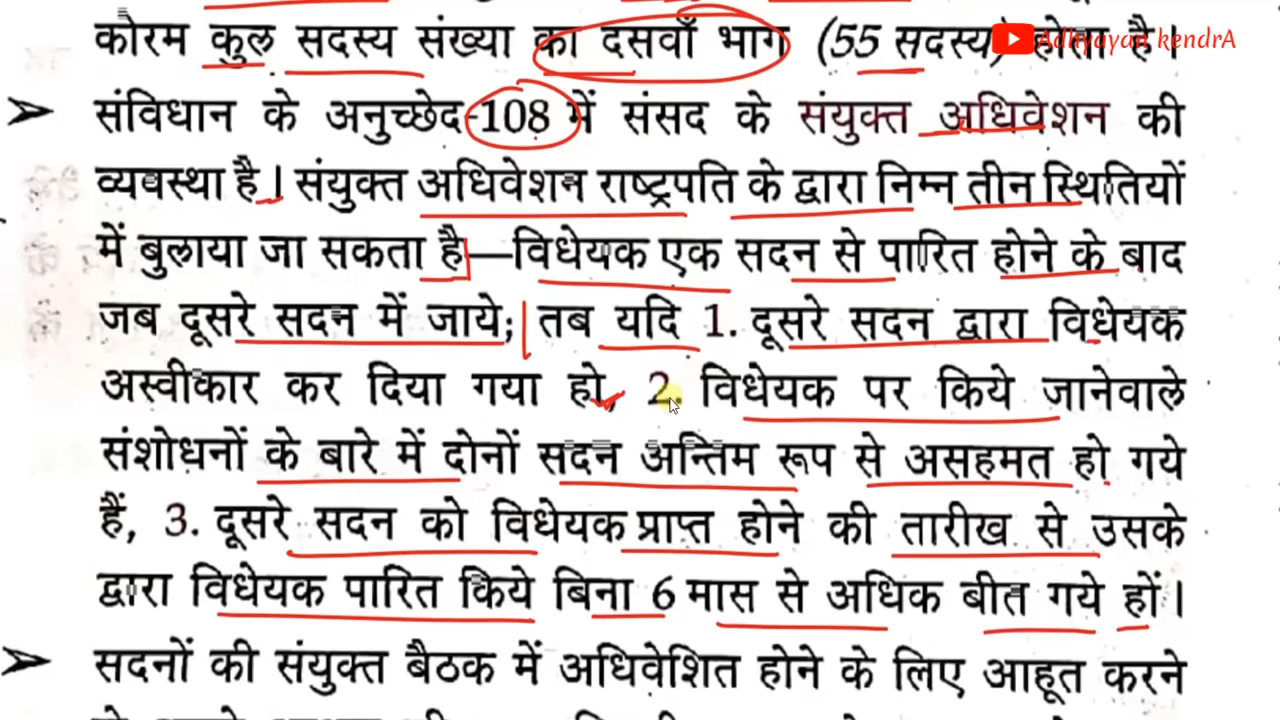 कोरम कुल सदस्य संख्या का दसवाँ भाग (55 सदस्य) होता है।
Adhyayan kendrA
➤ संविधान के अनुच्छेद-108 में संसद के संयुक्त अधिवेशन की
व्यवस्था है। संयुक्त अधिवेशन राष्ट्रपति के द्वारा निम्न तीन स्थितियों
में बुलाया जा सकता है—विधेयक एक सदन से पारित होने के बाद
जब दूसरे सदन में जाये; तब यदि 1. दूसरे सदन द्वारा विधेयक
अस्वीकार कर दिया गया हो, 2. विधेयक पर किये जानेवाले
संशोधनों के बारे में दोनों सदन अन्तिम रूप से असहमत हो गये
हैं, 3. दूसरे सदन को विधेयक प्राप्त होने की तारीख से उसके
द्वारा विधेयक पारित किये बिना 6 मास से अधिक बीत गये हों।
➤ सदनों की संयुक्त बैठक में अधिवेशित होने के लिए आहूत करने